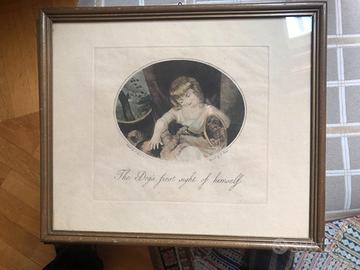 The Dog's first sight of himself